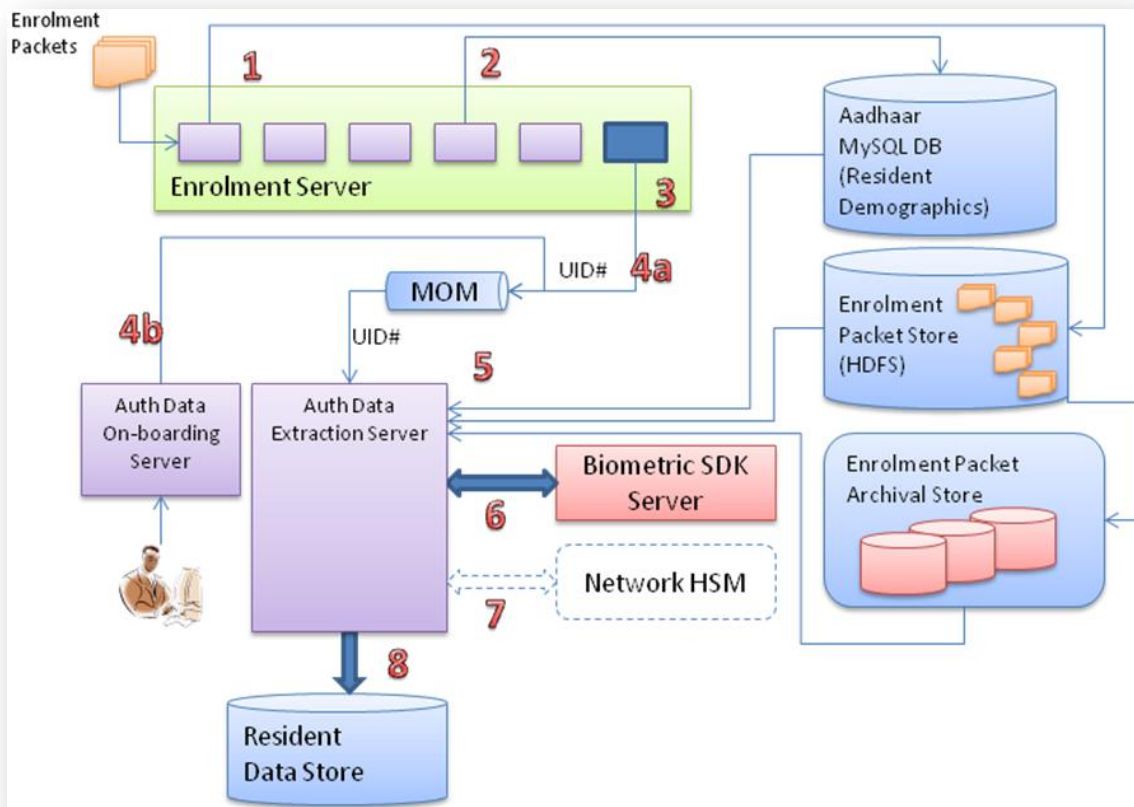 Enrolment
Packets
1
2
Enrolment Server
3
Aadhaar
MySQL DB
(Resident
Demographics)
UID#
4a
MOM
UID#
4b
Enrolment
Packet Store
(HDFS)
5
Auth Data
On-boarding
Server
Auth Data
Extraction Server
Biometric SDK
Server
6
Enrolment Packet
Archival Store
Network HSM
7
8
Resident
Data Store